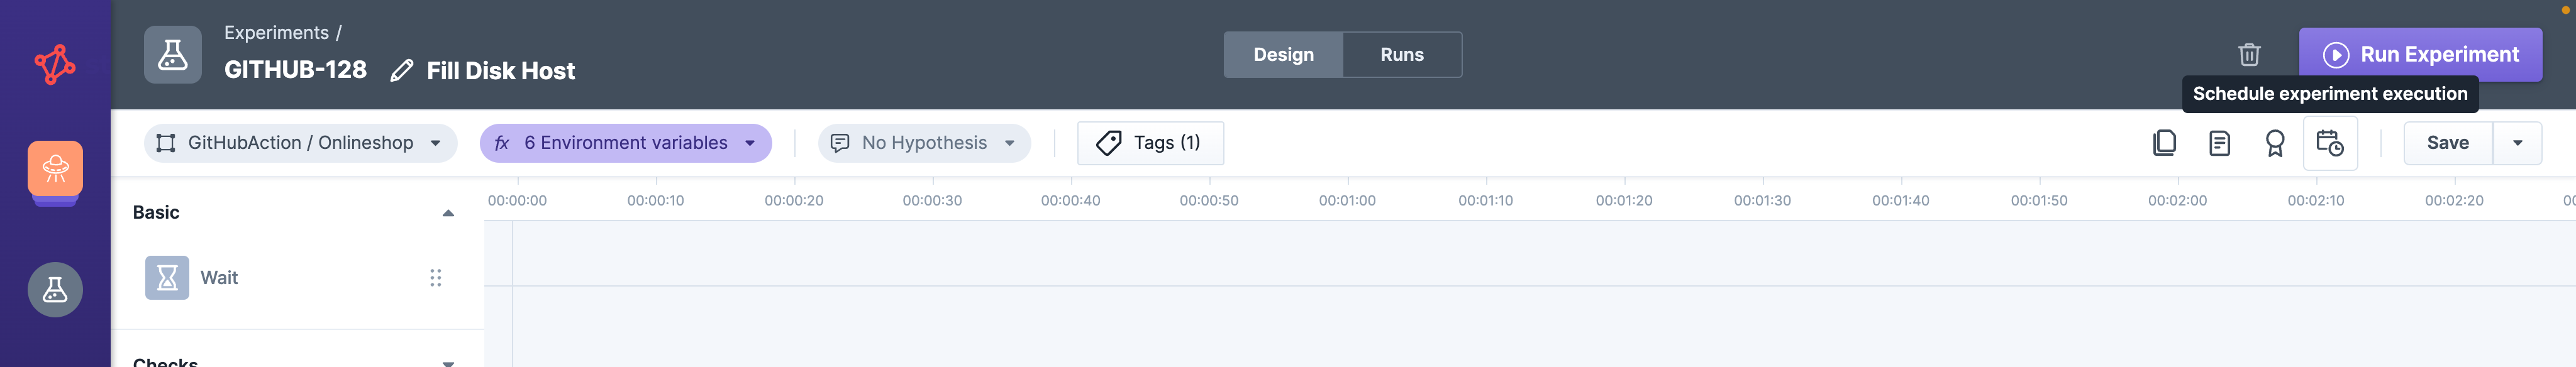 Experiments /
GITHUB-128 Fill Disk Host
Design Runs
Run Experiment
Schedule experiment execution
GitHubAction / Onlineshop
fx 6 Environment variables
No Hypothesis
Tags (1)
Save
Basic
00:00:00 00:00:10 00:00:20 00:00:30 00:00:40 00:00:50 00:01:00 00:01:10 00:01:20 00:01:30 00:01:40 00:01:50 00:02:00 00:02:10 00:02:20
Wait
Checks